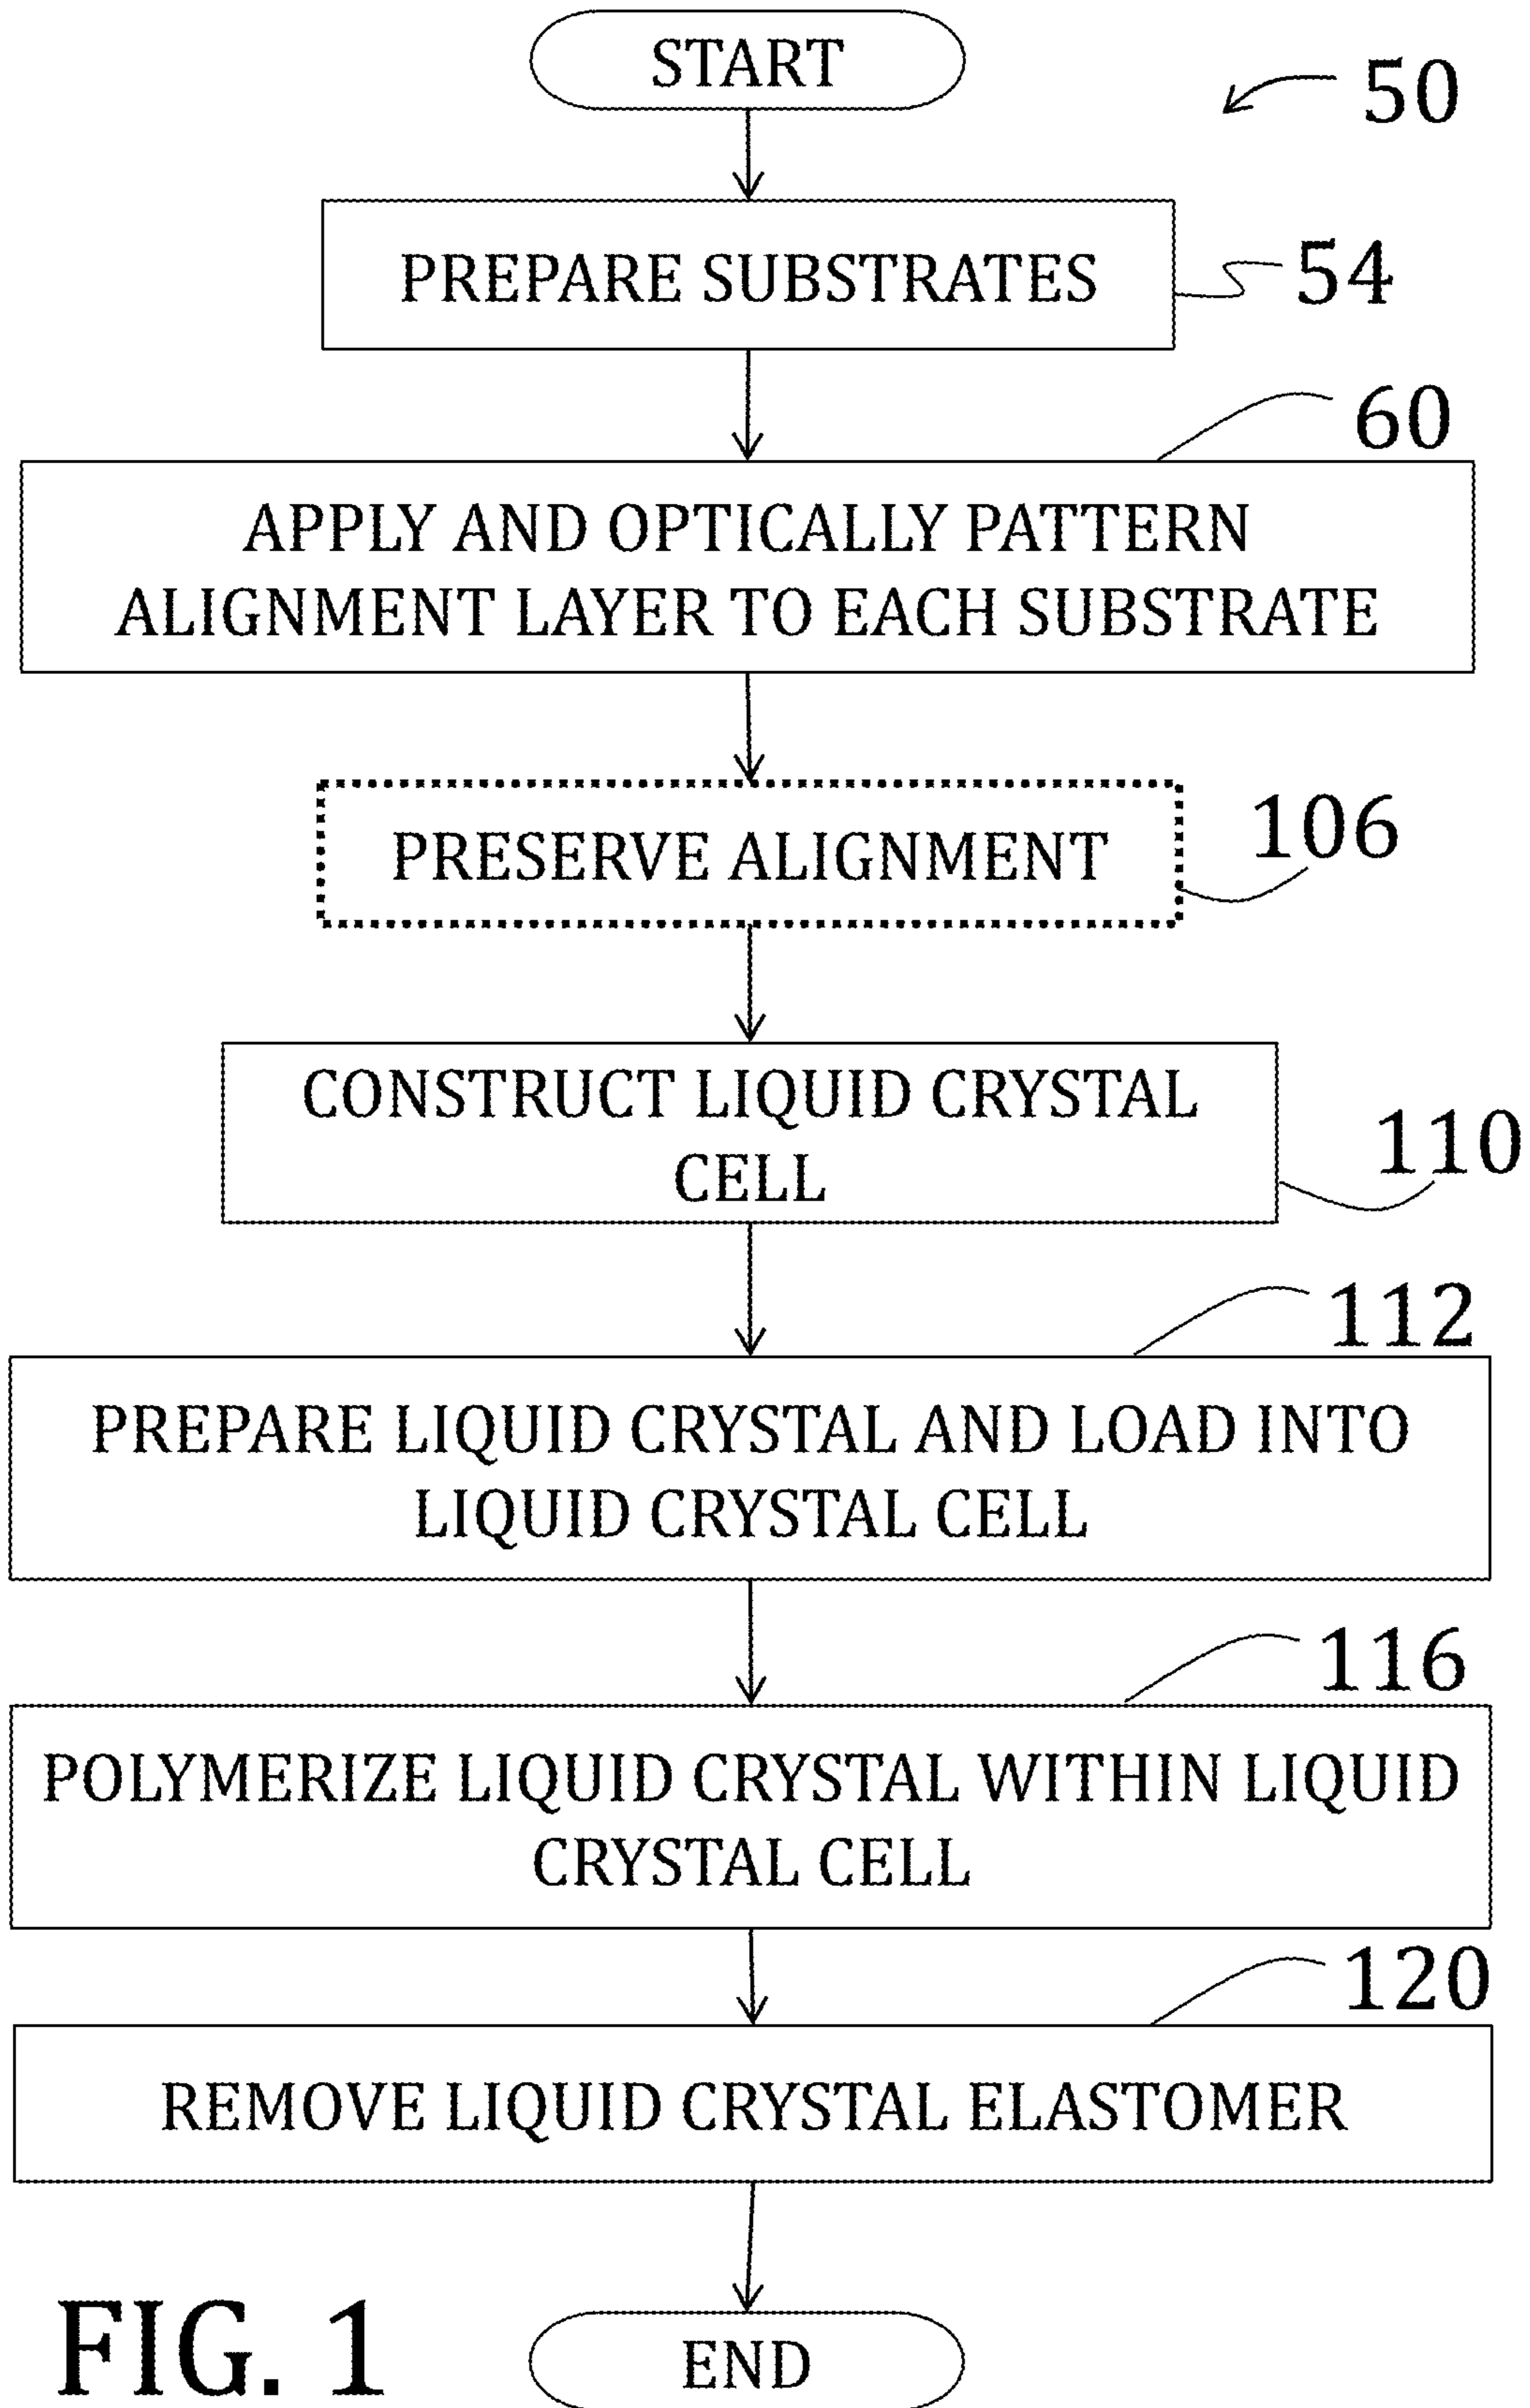 START
50
PREPARE SUBSTRATES
54
60
APPLY AND OPTICALLY PATTERN
ALIGNMENT LAYER TO EACH SUBSTRATE
PRESERVE ALIGNMENT
106
CONSTRUCT LIQUID CRYSTAL
CELL
110
112
PREPARE LIQUID CRYSTAL AND LOAD INTO
LIQUID CRYSTAL CELL
116
POLYMERIZE LIQUID CRYSTAL WITHIN LIQUID
CRYSTAL CELL
120
REMOVE LIQUID CRYSTAL ELASTOMER
FIG. 1
END